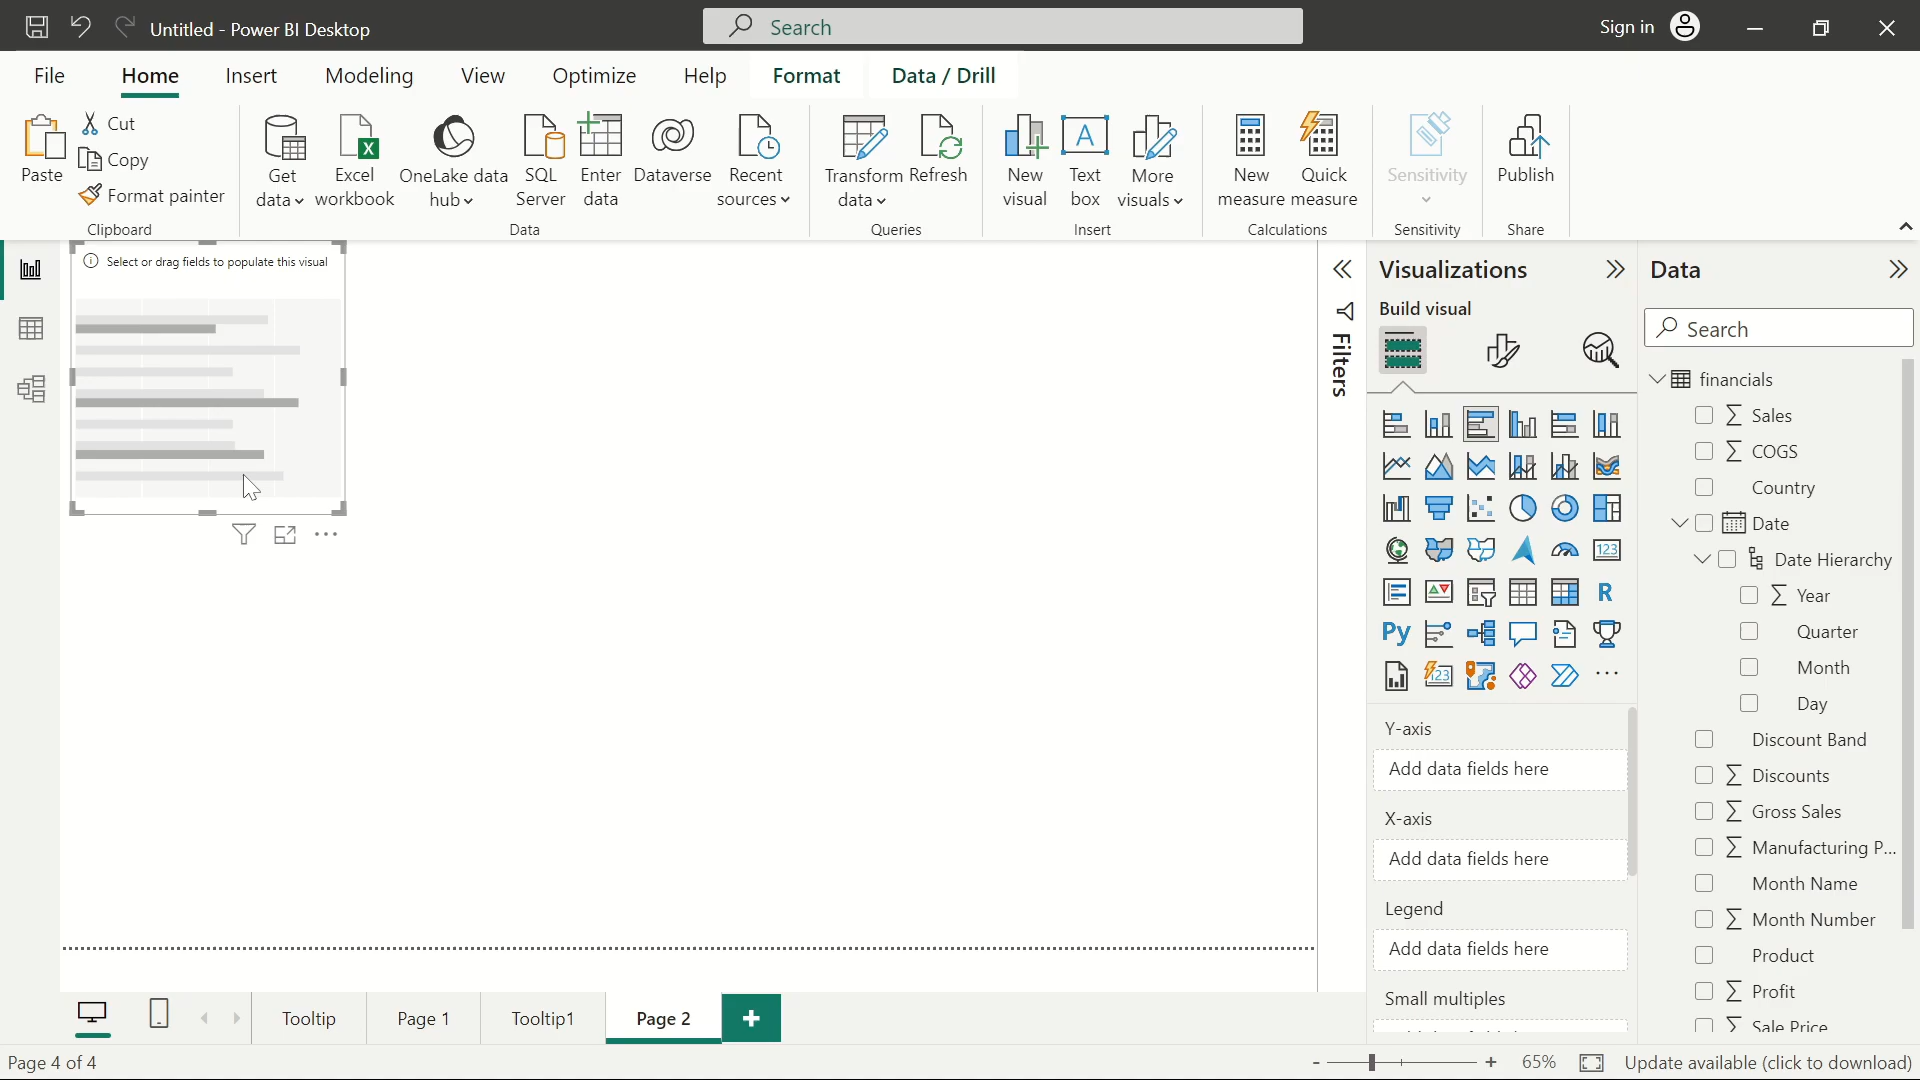 Untitled - Power BI Desktop
Search
Sign in
File Home Insert Modeling View Optimize Help Format Data / Drill
Paste
Cut
Copy
Format painter
Clipboard
Get data
Excel workbook
OneLake data hub
SQL Server
Enter data
Dataverse
Recent sources
Data
Transform data
Refresh
Queries
New visual
Text box
More visuals
Insert
New measure
Quick measure
Calculations
Sensitivity
Sensitivity
Publish
Share
Select or drag fields to populate this visual
Filters
Visualizations
Build visual
123
R
Py
123
Y-axis
Add data fields here
X-axis
Add data fields here
Legend
Add data fields here
Small multiples
Data
Search
financials
Sales
COGS
Country
Date
Date Hierarchy
Year
Quarter
Month
Day
Discount Band
Discounts
Gross Sales
Manufacturing P...
Month Name
Month Number
Product
Profit
Sale Price
Tooltip Page 1 Tooltip1 Page 2
Page 4 of 4
- + 65% Update available (click to download)